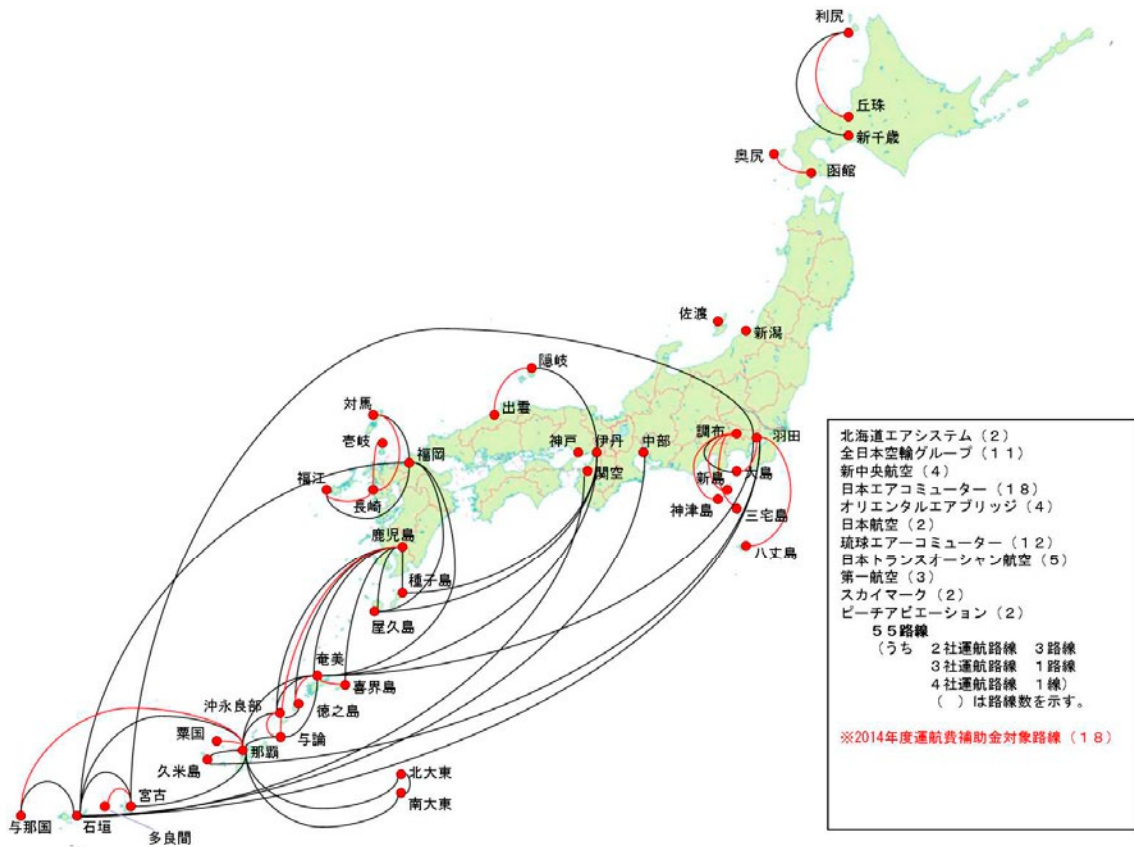 利尻
丘珠
新千歳
奥尻
函館
佐渡
新潟
隠岐
出雲
対馬
壱岐
福岡
福江
長崎
神戸
伊丹
中部
関空
調布
羽田
大島
新島
神津島
三宅島
八丈島
鹿児島
種子島
屋久島
奄美
喜界島
沖永良部
徳之島
粟国
与論
那覇
久米島
北大東
南大東
宮古
与那国
石垣
多良間
北海道エアシステム（２）
全日本空輸グループ（１１）
新中央航空（４）
日本エアコミューター（１８）
オリエンタルエアブリッジ（４）
日本航空（２）
琉球エアーコミューター（１２）
日本トランスオーシャン航空（５）
第一航空（３）
スカイマーク（２）
ピーチアビエーション（２）
５５路線
（うち　２社運航路線　３路線
３社運航路線　１路線
４社運航路線　１線）
（　）は路線数を示す。
※2014年度運航費補助金対象路線（１８）